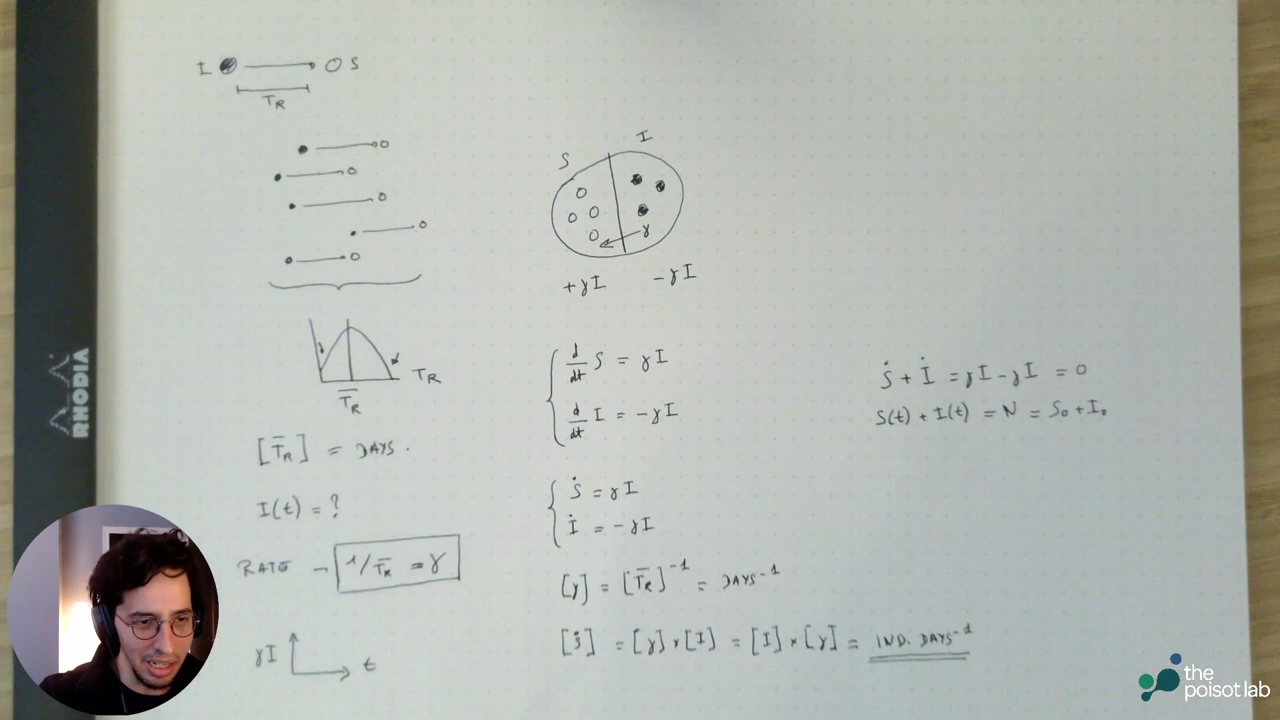 I S
T_R
T_R
T̄_R
[T̄_R] = DAYS.
I(t) = ?
RATE → 1/T̄_R = γ
γI t
S I
γ
+γI -γI
d/dt S = γI
d/dt I = -γI
Ṡ = γI
İ = -γI
[γ] = [T̄_R]⁻¹ = DAYS⁻¹
[Ṡ] = [γ]×[I] = [I]×[γ] = IND. DAYS⁻¹
Ṡ + İ = γI - γI = 0
S(t) + I(t) = N = S₀ + I₀
RHODIA
the
poisot lab